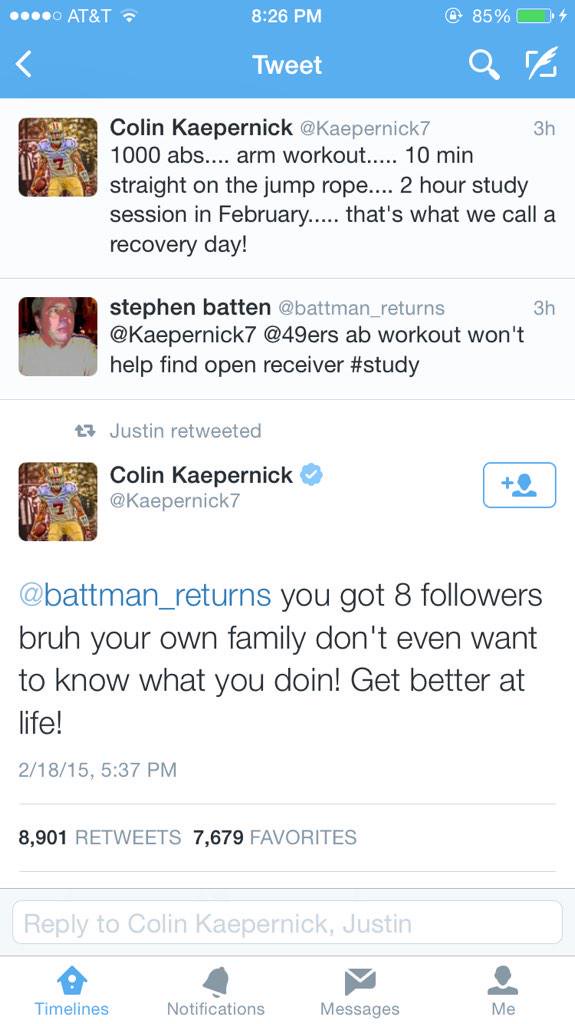 AT&T 8:26 PM 85%
Tweet
Colin Kaepernick @Kaepernick7 3h
1000 abs.... arm workout..... 10 min
straight on the jump rope.... 2 hour study
session in February..... that's what we call a
recovery day!
stephen batten @battman_returns 3h
@Kaepernick7 @49ers ab workout won't
help find open receiver #study
Justin retweeted
Colin Kaepernick
@Kaepernick7
@battman_returns you got 8 followers
bruh your own family don't even want
to know what you doin! Get better at
life!
2/18/15, 5:37 PM
8,901 RETWEETS 7,679 FAVORITES
Reply to Colin Kaepernick, Justin
Timelines Notifications Messages Me